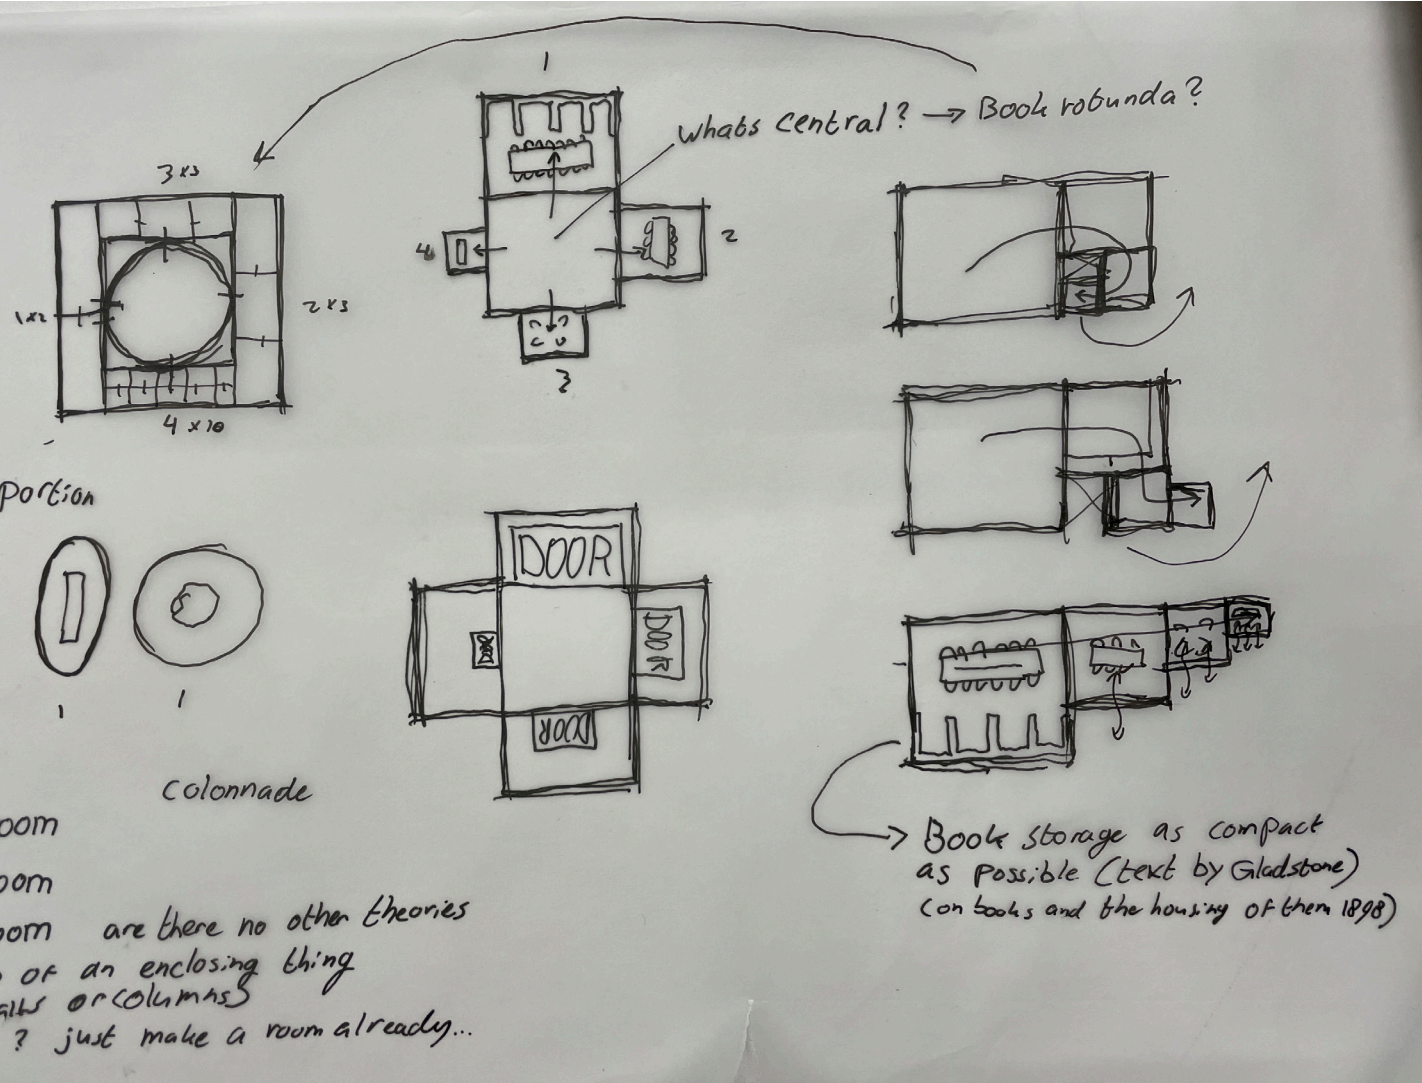 1
whats central? → Book rotunda?
3x3
4
2
1x2
2x3
3
4 x 10
portion
DOOR
DOOR
DOOR
DOOR
1
1
colonnade
oom
Book storage as compact
oom
as possible (text by Gladstone)
(on books and the housing of them 1898)
oom are there no other theories
of an enclosing thing
alls or columns)
? just make a room already...